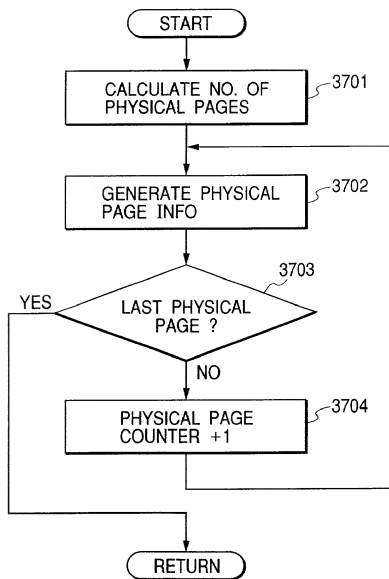 START
CALCULATE NO. OF
PHYSICAL PAGES
3701
GENERATE PHYSICAL
PAGE INFO
3702
3703
YES
LAST PHYSICAL
PAGE ?
NO
PHYSICAL PAGE
COUNTER +1
3704
RETURN